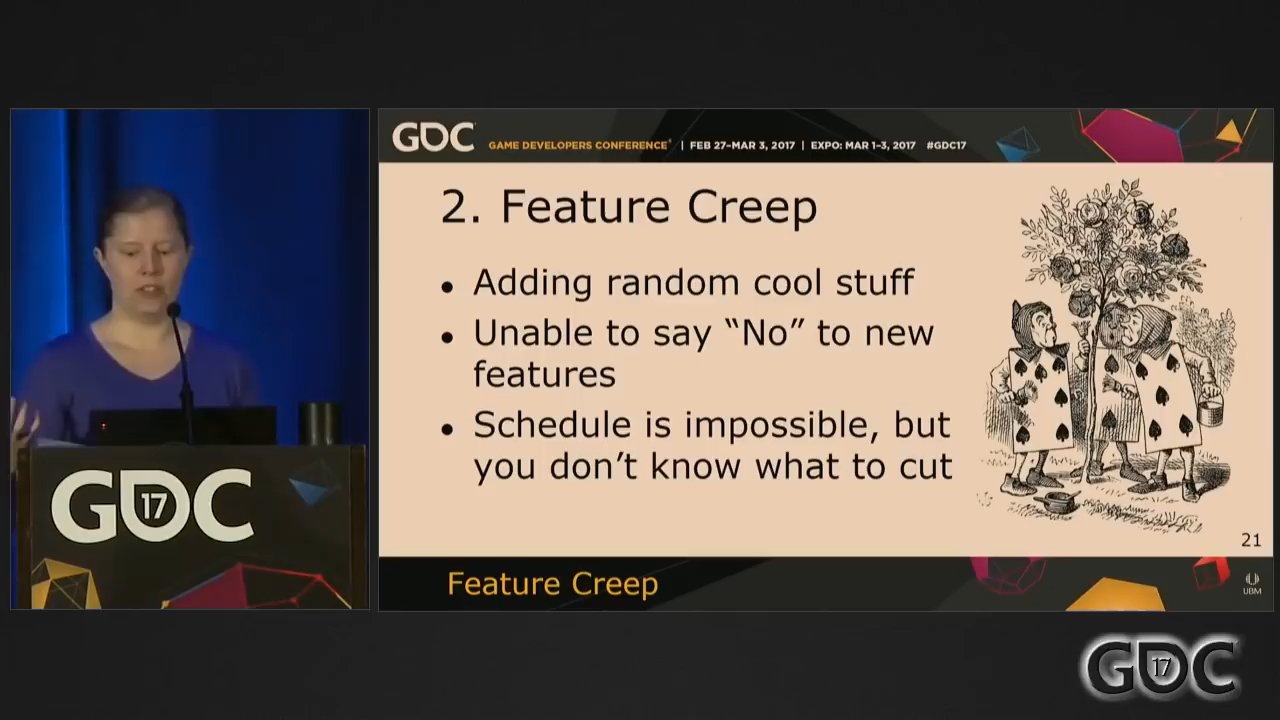 GDC
GAME DEVELOPERS CONFERENCE® | FEB 27–MAR 3, 2017 | EXPO: MAR 1–3, 2017 #GDC17
2. Feature Creep
• Adding random cool stuff
• Unable to say “No” to new
features
• Schedule is impossible, but
you don’t know what to cut
21
Feature Creep
UBM
GDC
17
GDC
17